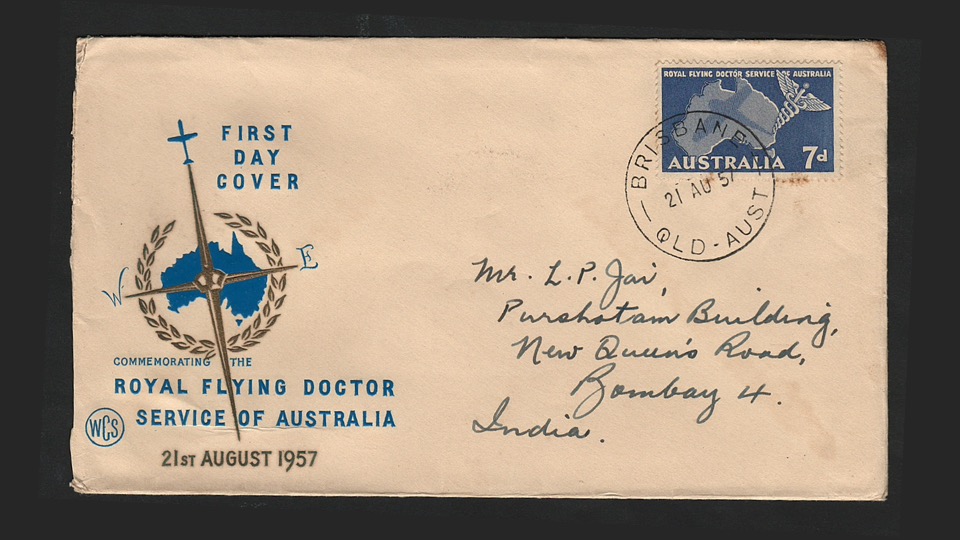 FIRST
DAY
COVER
W
E
COMMEMORATING THE
ROYAL FLYING DOCTOR
SERVICE OF AUSTRALIA
WCS
21ST AUGUST 1957
ROYAL FLYING DOCTOR SERVICE OF AUSTRALIA
AUSTRALIA 7d
BRISBANE
21 AU 57
QLD-AUST
Mr. L.P. Jai,
Purshotam Building,
New Queen's Road,
Bombay 4.
India.